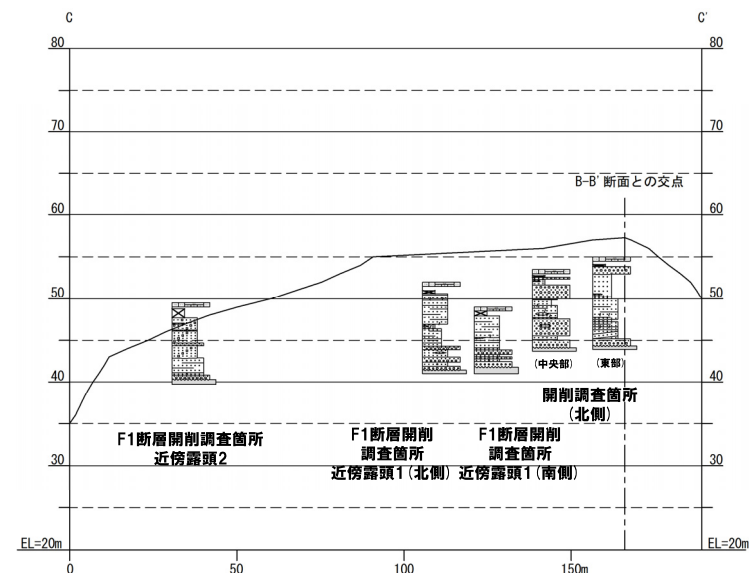 C C'
80 80
70 70
B-B'断面との交点
60 60
50 50
(中央部) (東部)
40 40
開削調査箇所
(北側)
F1断層開削調査箇所
近傍露頭2
F1断層開削
調査箇所
近傍露頭1(北側)
F1断層開削
調査箇所
近傍露頭1(南側)
30 30
EL=20m EL=20m
0 50 100 150m